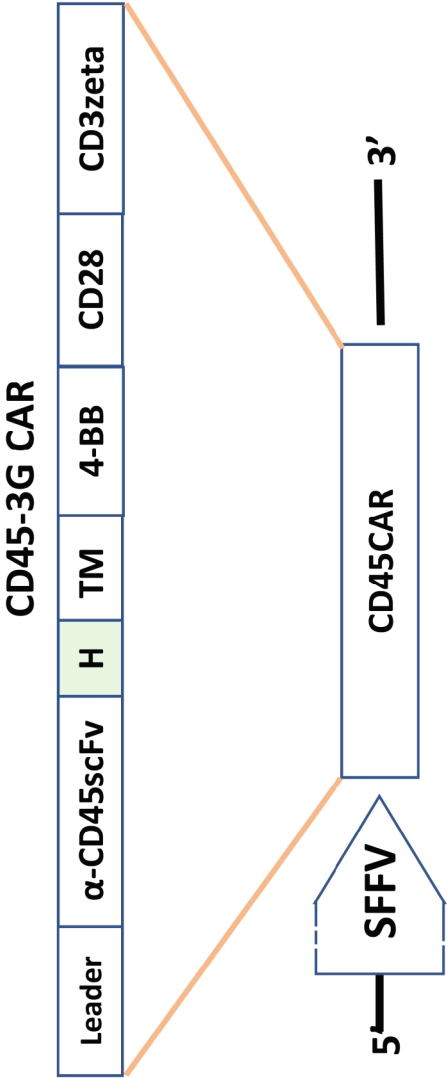 CD45-3G CAR
Leader
α-CD45scFv
H
TM
4-BB
CD28
CD3zeta
5'
SFFV
CD45CAR
3'